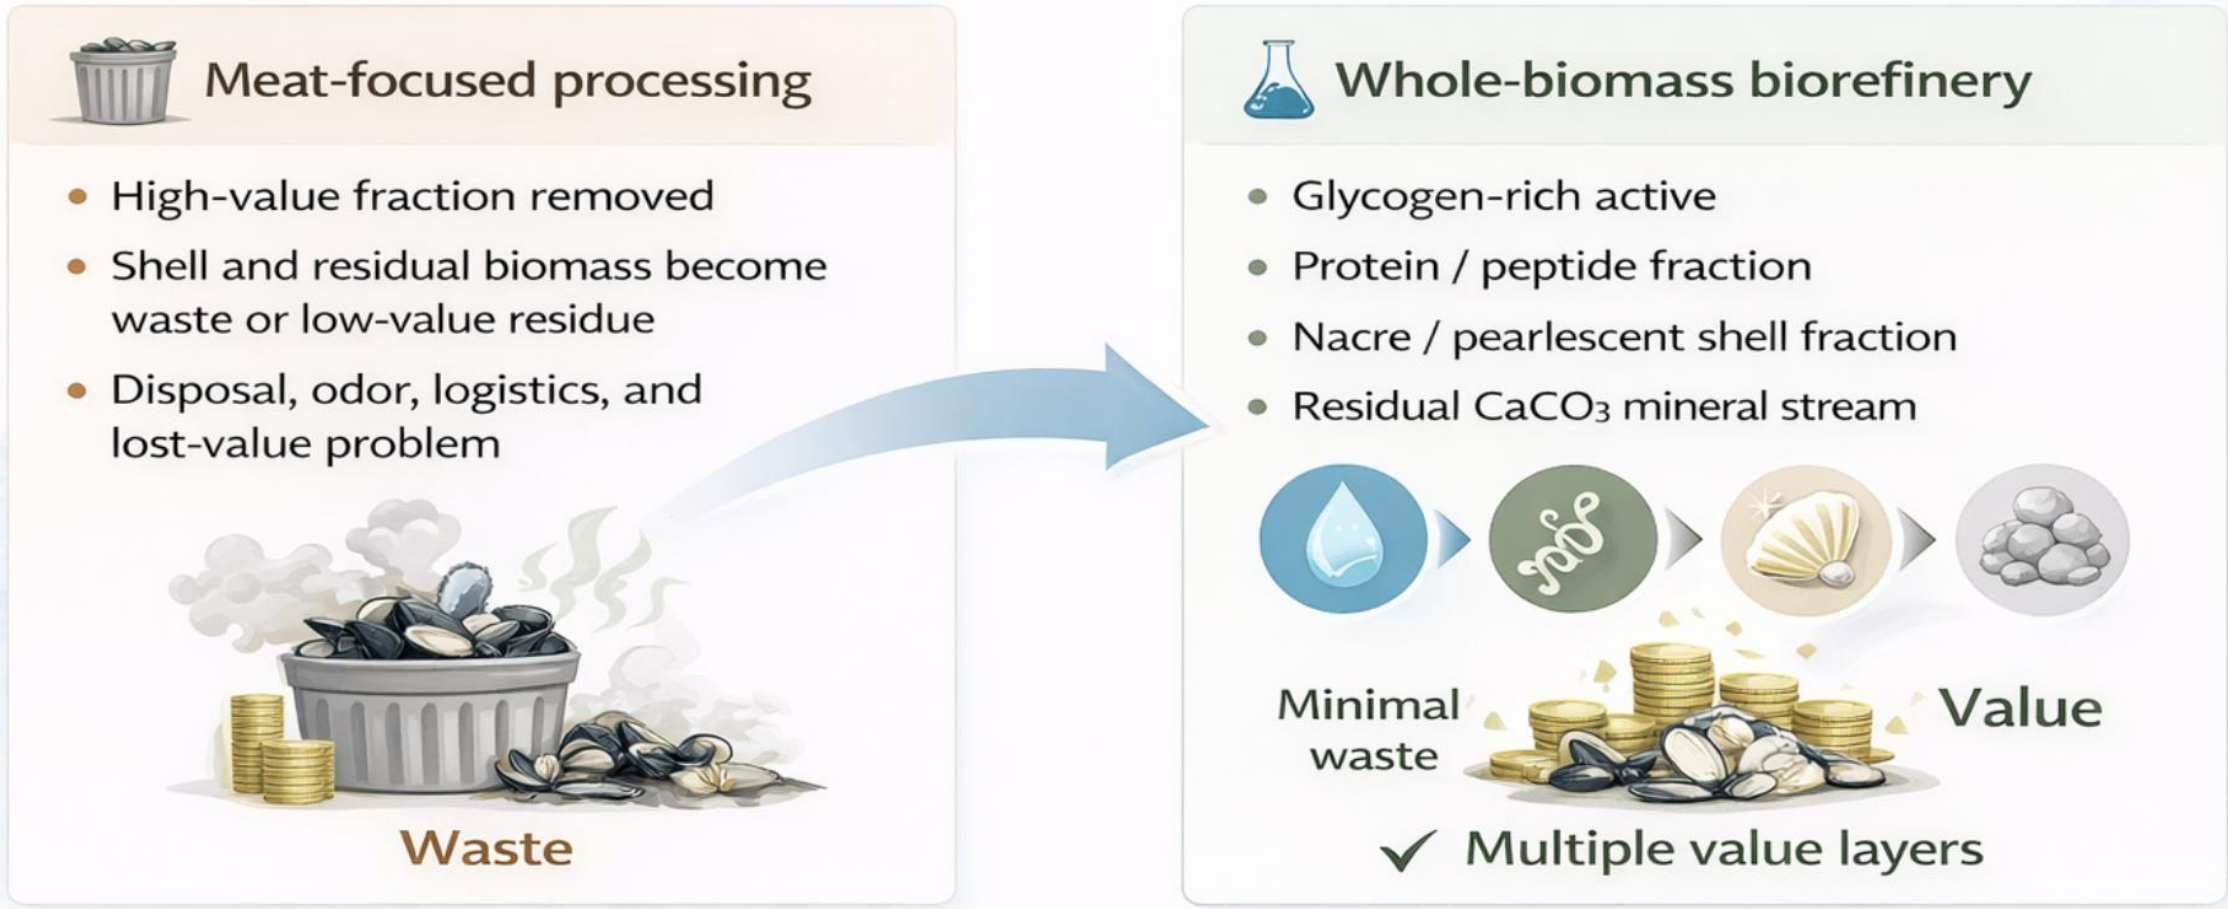 Meat-focused processing
• High-value fraction removed
• Shell and residual biomass become
waste or low-value residue
• Disposal, odor, logistics, and
lost-value problem
Waste
Whole-biomass biorefinery
• Glycogen-rich active
• Protein / peptide fraction
• Nacre / pearlescent shell fraction
• Residual CaCO₃ mineral stream
Minimal
waste
Value
✓ Multiple value layers